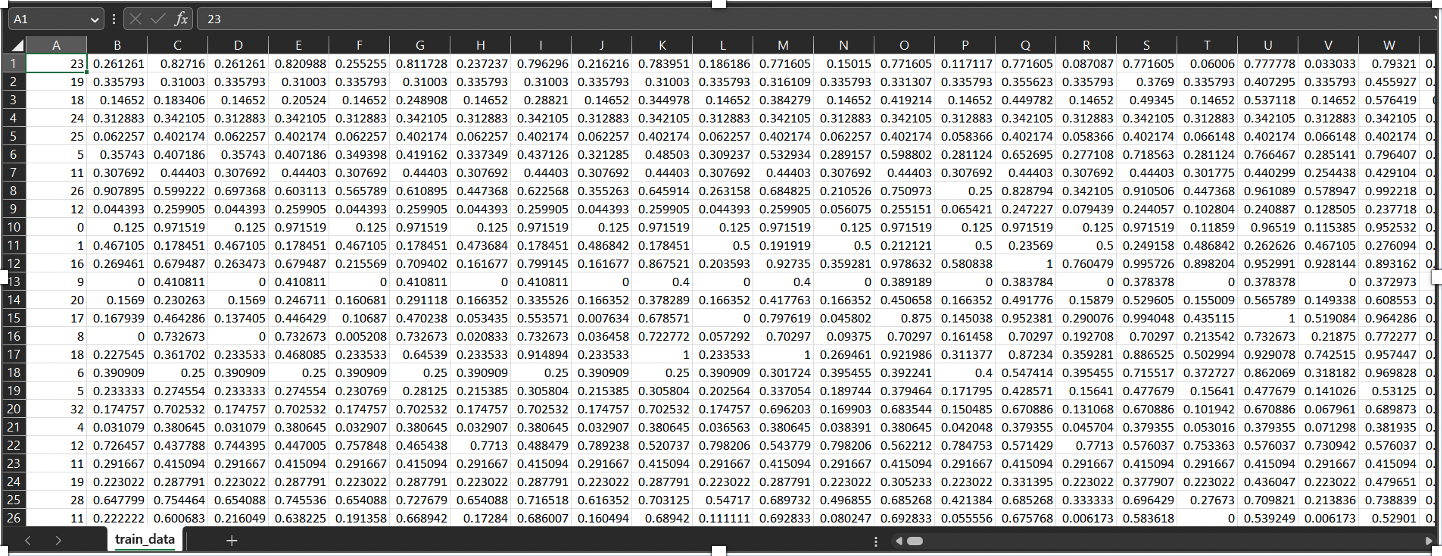 A1 fx 23
A B C D E F G H I J K L M N O P Q R S T U V W
1 23 0.261261 0.82716 0.261261 0.820988 0.255255 0.811728 0.237237 0.796296 0.216216 0.783951 0.186186 0.771605 0.15015 0.771605 0.117117 0.771605 0.087087 0.771605 0.06006 0.777778 0.033033 0.79321 0.
2 19 0.335793 0.31003 0.335793 0.31003 0.335793 0.31003 0.335793 0.31003 0.335793 0.31003 0.335793 0.316109 0.335793 0.331307 0.335793 0.355623 0.335793 0.3769 0.335793 0.407295 0.335793 0.455927 0.
3 18 0.14652 0.183406 0.14652 0.20524 0.14652 0.248908 0.14652 0.28821 0.14652 0.344978 0.14652 0.384279 0.14652 0.419214 0.14652 0.449782 0.14652 0.49345 0.14652 0.537118 0.14652 0.576419
4 24 0.312883 0.342105 0.312883 0.342105 0.312883 0.342105 0.312883 0.342105 0.312883 0.342105 0.312883 0.342105 0.312883 0.342105 0.312883 0.342105 0.312883 0.342105 0.312883 0.342105 0.312883 0.342105 0.
5 25 0.062257 0.402174 0.062257 0.402174 0.062257 0.402174 0.062257 0.402174 0.062257 0.402174 0.062257 0.402174 0.062257 0.402174 0.058366 0.402174 0.058366 0.402174 0.066148 0.402174 0.066148 0.402174 0.
6 5 0.35743 0.407186 0.35743 0.407186 0.349398 0.419162 0.337349 0.437126 0.321285 0.48503 0.309237 0.532934 0.289157 0.598802 0.281124 0.652695 0.277108 0.718563 0.281124 0.766467 0.285141 0.796407 0.
7 11 0.307692 0.44403 0.307692 0.44403 0.307692 0.44403 0.307692 0.44403 0.307692 0.44403 0.307692 0.44403 0.307692 0.44403 0.307692 0.44403 0.307692 0.44403 0.301775 0.440299 0.254438 0.429104 0.
8 26 0.907895 0.599222 0.697368 0.603113 0.565789 0.610895 0.447368 0.622568 0.355263 0.645914 0.263158 0.684825 0.210526 0.750973 0.25 0.828794 0.342105 0.910506 0.447368 0.961089 0.578947 0.992218 0.
9 12 0.044393 0.259905 0.044393 0.259905 0.044393 0.259905 0.044393 0.259905 0.044393 0.259905 0.044393 0.259905 0.056075 0.255151 0.065421 0.247227 0.079439 0.244057 0.102804 0.240887 0.128505 0.237718 0.
10 0 0.125 0.971519 0.125 0.971519 0.125 0.971519 0.125 0.971519 0.125 0.971519 0.125 0.971519 0.125 0.971519 0.125 0.971519 0.125 0.971519 0.11859 0.96519 0.115385 0.952532 0.
11 1 0.467105 0.178451 0.467105 0.178451 0.467105 0.178451 0.473684 0.178451 0.486842 0.178451 0.5 0.191919 0.5 0.212121 0.5 0.23569 0.5 0.249158 0.486842 0.262626 0.467105 0.276094 0.
12 16 0.269461 0.679487 0.263473 0.679487 0.215569 0.709402 0.161677 0.799145 0.161677 0.867521 0.203593 0.92735 0.359281 0.978632 0.580838 1 0.760479 0.995726 0.898204 0.952991 0.928144 0.893162 0.
13 9 0 0.410811 0 0.410811 0 0.410811 0 0.410811 0 0.4 0 0.4 0 0.389189 0 0.383784 0 0.378378 0 0.378378 0 0.372973
14 20 0.1569 0.230263 0.1569 0.246711 0.160681 0.291118 0.166352 0.335526 0.166352 0.378289 0.166352 0.417763 0.166352 0.450658 0.166352 0.491776 0.15879 0.529605 0.155009 0.565789 0.149338 0.608553 0.
15 17 0.167939 0.464286 0.137405 0.446429 0.10687 0.470238 0.053435 0.553571 0.007634 0.678571 0 0.797619 0.045802 0.875 0.145038 0.952381 0.290076 0.994048 0.435115 1 0.519084 0.964286 0.
16 8 0 0.732673 0 0.732673 0.005208 0.732673 0.020833 0.732673 0.036458 0.722772 0.057292 0.70297 0.09375 0.70297 0.161458 0.70297 0.192708 0.70297 0.213542 0.732673 0.21875 0.772277 0.
17 18 0.227545 0.361702 0.233533 0.468085 0.233533 0.64539 0.233533 0.914894 0.233533 1 0.233533 1 0.269461 0.921986 0.311377 0.87234 0.359281 0.886525 0.502994 0.929078 0.742515 0.957447 0.
18 6 0.390909 0.25 0.390909 0.25 0.390909 0.25 0.390909 0.25 0.390909 0.25 0.390909 0.301724 0.395455 0.392241 0.4 0.547414 0.395455 0.715517 0.372727 0.862069 0.318182 0.969828 0.
19 5 0.233333 0.274554 0.233333 0.274554 0.230769 0.28125 0.215385 0.305804 0.215385 0.305804 0.202564 0.337054 0.189744 0.379464 0.171795 0.428571 0.15641 0.477679 0.15641 0.477679 0.141026 0.53125 0.
20 32 0.174757 0.702532 0.174757 0.702532 0.174757 0.702532 0.174757 0.702532 0.174757 0.702532 0.174757 0.696203 0.169903 0.683544 0.150485 0.670886 0.131068 0.670886 0.101942 0.670886 0.067961 0.689873 0.
21 4 0.031079 0.380645 0.031079 0.380645 0.032907 0.380645 0.032907 0.380645 0.032907 0.380645 0.036563 0.380645 0.038391 0.380645 0.042048 0.379355 0.045704 0.379355 0.053016 0.379355 0.071298 0.381935 0.
22 12 0.726457 0.437788 0.744395 0.447005 0.757848 0.465438 0.7713 0.488479 0.789238 0.520737 0.798206 0.543779 0.798206 0.562212 0.784753 0.571429 0.7713 0.576037 0.753363 0.576037 0.730942 0.576037 0.
23 11 0.291667 0.415094 0.291667 0.415094 0.291667 0.415094 0.291667 0.415094 0.291667 0.415094 0.291667 0.415094 0.291667 0.415094 0.291667 0.415094 0.291667 0.415094 0.291667 0.415094 0.291667 0.415094 0.
24 19 0.223022 0.287791 0.223022 0.287791 0.223022 0.287791 0.223022 0.287791 0.223022 0.287791 0.223022 0.287791 0.223022 0.305233 0.223022 0.331395 0.223022 0.377907 0.223022 0.436047 0.223022 0.479651 0.
25 28 0.647799 0.754464 0.654088 0.745536 0.654088 0.727679 0.654088 0.716518 0.616352 0.703125 0.54717 0.689732 0.496855 0.685268 0.421384 0.685268 0.333333 0.696429 0.27673 0.709821 0.213836 0.738839 0.
26 11 0.222222 0.600683 0.216049 0.638225 0.191358 0.668942 0.17284 0.686007 0.160494 0.68942 0.111111 0.692833 0.080247 0.692833 0.055556 0.675768 0.006173 0.583618 0 0.539249 0.006173 0.52901 0.
train_data